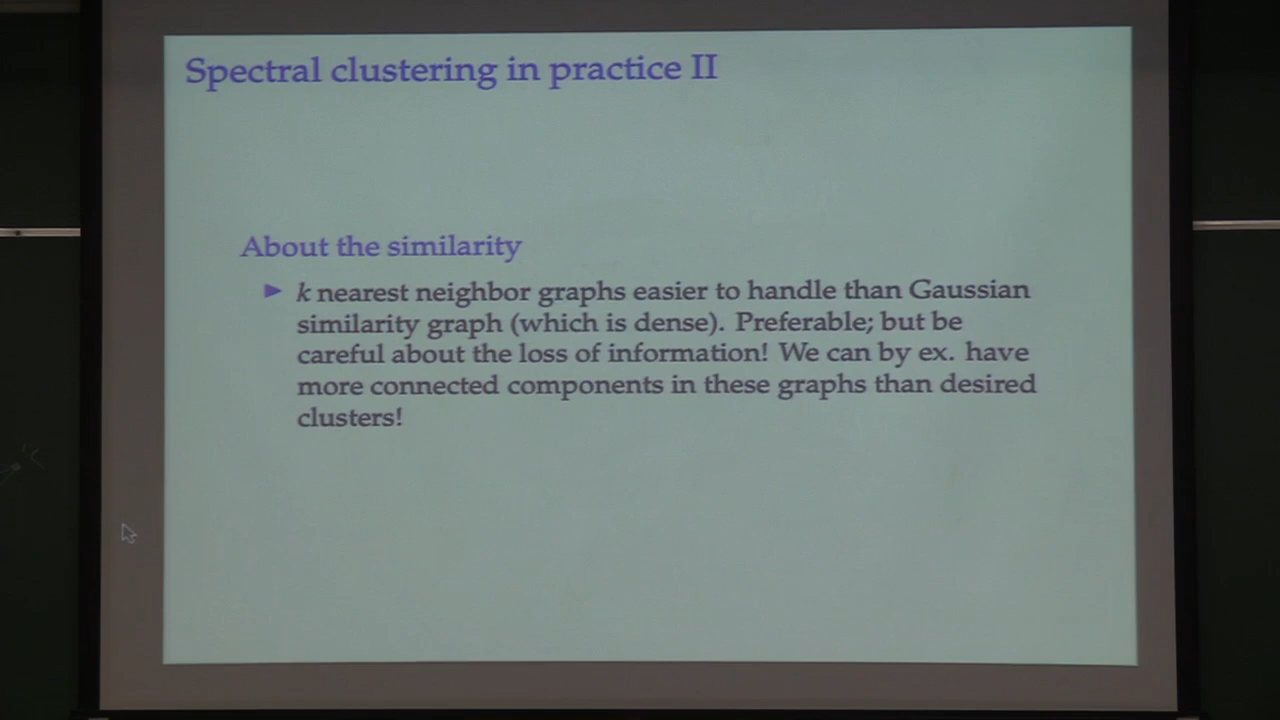 Spectral clustering in practice II
About the similarity
k nearest neighbor graphs easier to handle than Gaussian
similarity graph (which is dense). Preferable; but be
careful about the loss of information! We can by ex. have
more connected components in these graphs than desired
clusters!